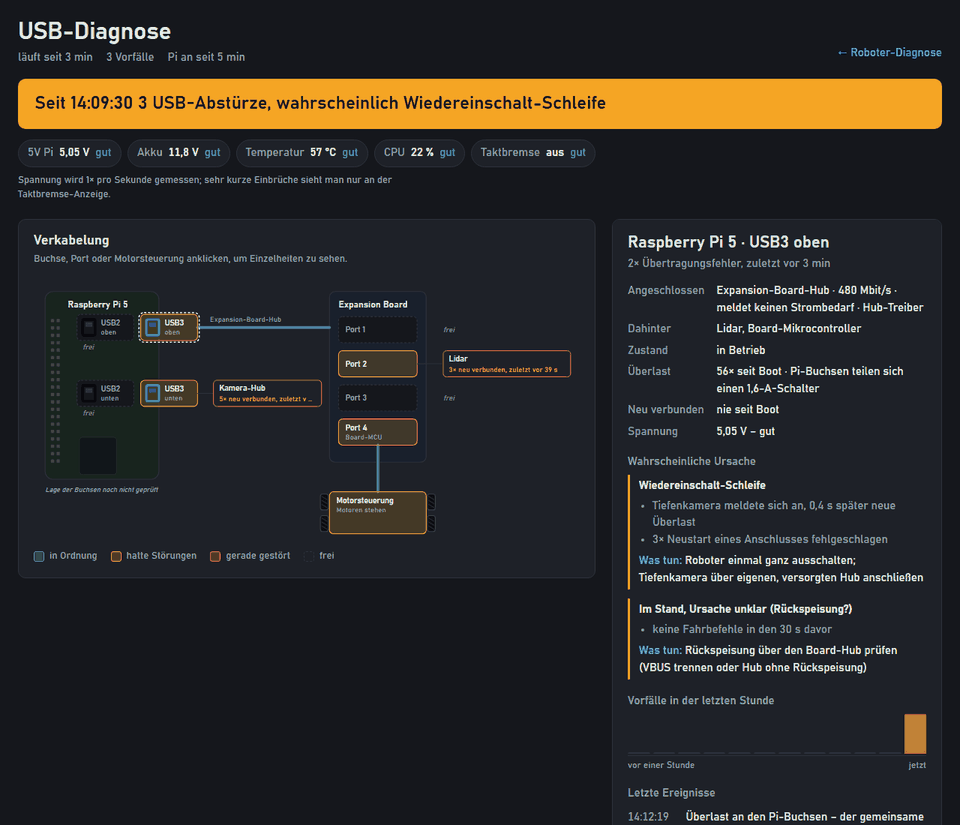 USB-Diagnose
läuft seit 3 min 3 Vorfälle Pi an seit 5 min
← Roboter-Diagnose
Seit 14:09:30 3 USB-Abstürze, wahrscheinlich Wiedereinschalt-Schleife
5V Pi 5,05 V gut
Akku 11,8 V gut
Temperatur 57 °C gut
CPU 22 % gut
Taktbremse aus gut
Spannung wird 1× pro Sekunde gemessen; sehr kurze Einbrüche sieht man nur an der
Taktbremse-Anzeige.
Verkabelung
Buchse, Port oder Motorsteuerung anklicken, um Einzelheiten zu sehen.
Raspberry Pi 5
USB2
oben
frei
USB3
oben
Expansion-Board-Hub
USB2
unten
frei
USB3
unten
Kamera-Hub
5× neu verbunden, zuletzt v ...
Lage der Buchsen noch nicht geprüft
Expansion Board
Port 1
frei
Port 2
Lidar
3× neu verbunden, zuletzt vor 39 s
Port 3
frei
Port 4
Board-MCU
Motorsteuerung
Motoren stehen
in Ordnung
hatte Störungen
gerade gestört
frei
Raspberry Pi 5 · USB3 oben
2× Übertragungsfehler, zuletzt vor 3 min
Angeschlossen Expansion-Board-Hub · 480 Mbit/s ·
meldet keinen Strombedarf · Hub-Treiber
Dahinter Lidar, Board-Mikrocontroller
Zustand in Betrieb
Überlast 56× seit Boot · Pi-Buchsen teilen sich
einen 1,6-A-Schalter
Neu verbunden nie seit Boot
Spannung 5,05 V – gut
Wahrscheinliche Ursache
Wiedereinschalt-Schleife
• Tiefenkamera meldete sich an, 0,4 s später neue
Überlast
• 3× Neustart eines Anschlusses fehlgeschlagen
Was tun: Roboter einmal ganz ausschalten;
Tiefenkamera über eigenen, versorgten Hub anschließen
Im Stand, Ursache unklar (Rückspeisung?)
• keine Fahrbefehle in den 30 s davor
Was tun: Rückspeisung über den Board-Hub prüfen
(VBUS trennen oder Hub ohne Rückspeisung)
Vorfälle in der letzten Stunde
vor einer Stunde
jetzt
Letzte Ereignisse
14:12:19 Überlast an den Pi-Buchsen – der gemeinsame